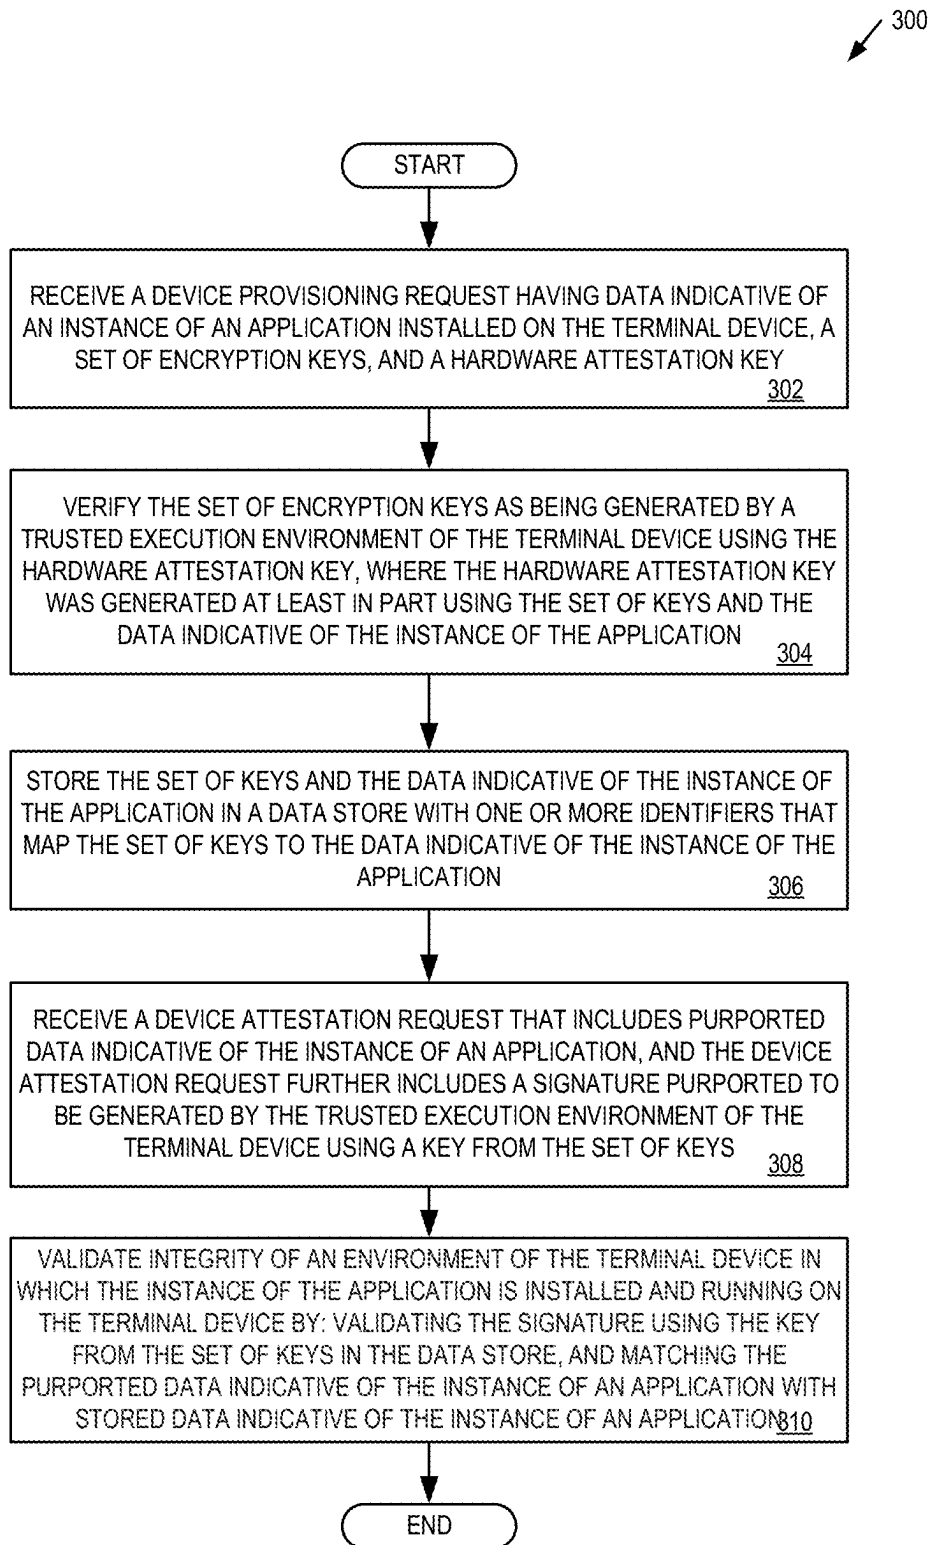 300
START
RECEIVE A DEVICE PROVISIONING REQUEST HAVING DATA INDICATIVE OF
AN INSTANCE OF AN APPLICATION INSTALLED ON THE TERMINAL DEVICE, A
SET OF ENCRYPTION KEYS, AND A HARDWARE ATTESTATION KEY
302
VERIFY THE SET OF ENCRYPTION KEYS AS BEING GENERATED BY A
TRUSTED EXECUTION ENVIRONMENT OF THE TERMINAL DEVICE USING THE
HARDWARE ATTESTATION KEY, WHERE THE HARDWARE ATTESTATION KEY
WAS GENERATED AT LEAST IN PART USING THE SET OF KEYS AND THE
DATA INDICATIVE OF THE INSTANCE OF THE APPLICATION
304
STORE THE SET OF KEYS AND THE DATA INDICATIVE OF THE INSTANCE OF
THE APPLICATION IN A DATA STORE WITH ONE OR MORE IDENTIFIERS THAT
MAP THE SET OF KEYS TO THE DATA INDICATIVE OF THE INSTANCE OF THE
APPLICATION
306
RECEIVE A DEVICE ATTESTATION REQUEST THAT INCLUDES PURPORTED
DATA INDICATIVE OF THE INSTANCE OF AN APPLICATION, AND THE DEVICE
ATTESTATION REQUEST FURTHER INCLUDES A SIGNATURE PURPORTED TO
BE GENERATED BY THE TRUSTED EXECUTION ENVIRONMENT OF THE
TERMINAL DEVICE USING A KEY FROM THE SET OF KEYS
308
VALIDATE INTEGRITY OF AN ENVIRONMENT OF THE TERMINAL DEVICE IN
WHICH THE INSTANCE OF THE APPLICATION IS INSTALLED AND RUNNING ON
THE TERMINAL DEVICE BY: VALIDATING THE SIGNATURE USING THE KEY
FROM THE SET OF KEYS IN THE DATA STORE, AND MATCHING THE
PURPORTED DATA INDICATIVE OF THE INSTANCE OF AN APPLICATION WITH
STORED DATA INDICATIVE OF THE INSTANCE OF AN APPLICATION
310
END